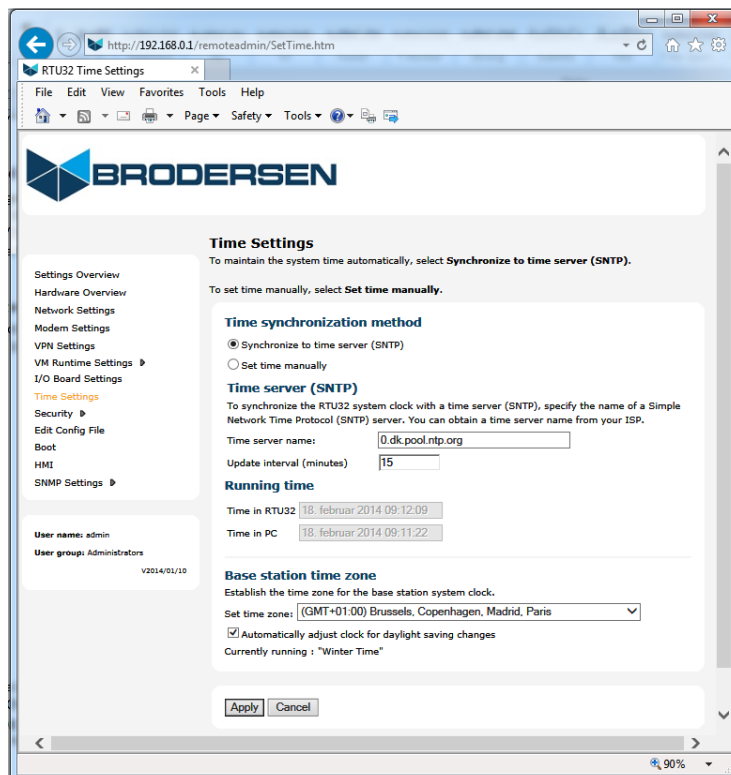 http://192.168.0.1/remoteadmin/SetTime.htm
RTU32 Time Settings
File Edit View Favorites Tools Help
Page Safety Tools
BRODERSEN
Settings Overview
Hardware Overview
Network Settings
Modem Settings
VPN Settings
VM Runtime Settings
I/O Board Settings
Time Settings
Security
Edit Config File
Boot
HMI
SNMP Settings
User name: admin
User group: Administrators
V2014/01/10
Time Settings
To maintain the system time automatically, select Synchronize to time server (SNTP).
To set time manually, select Set time manually.
Time synchronization method
Synchronize to time server (SNTP)
Set time manually
Time server (SNTP)
To synchronize the RTU32 system clock with a time server (SNTP), specify the name of a Simple
Network Time Protocol (SNTP) server. You can obtain a time server name from your ISP.
Time server name: 0.dk.pool.ntp.org
Update interval (minutes) 15
Running time
Time in RTU32 18. februar 2014 09:12:09
Time in PC 18. februar 2014 09:11:22
Base station time zone
Establish the time zone for the base station system clock.
Set time zone: (GMT+01:00) Brussels, Copenhagen, Madrid, Paris
Automatically adjust clock for daylight saving changes
Currently running : "Winter Time"
Apply Cancel
90%